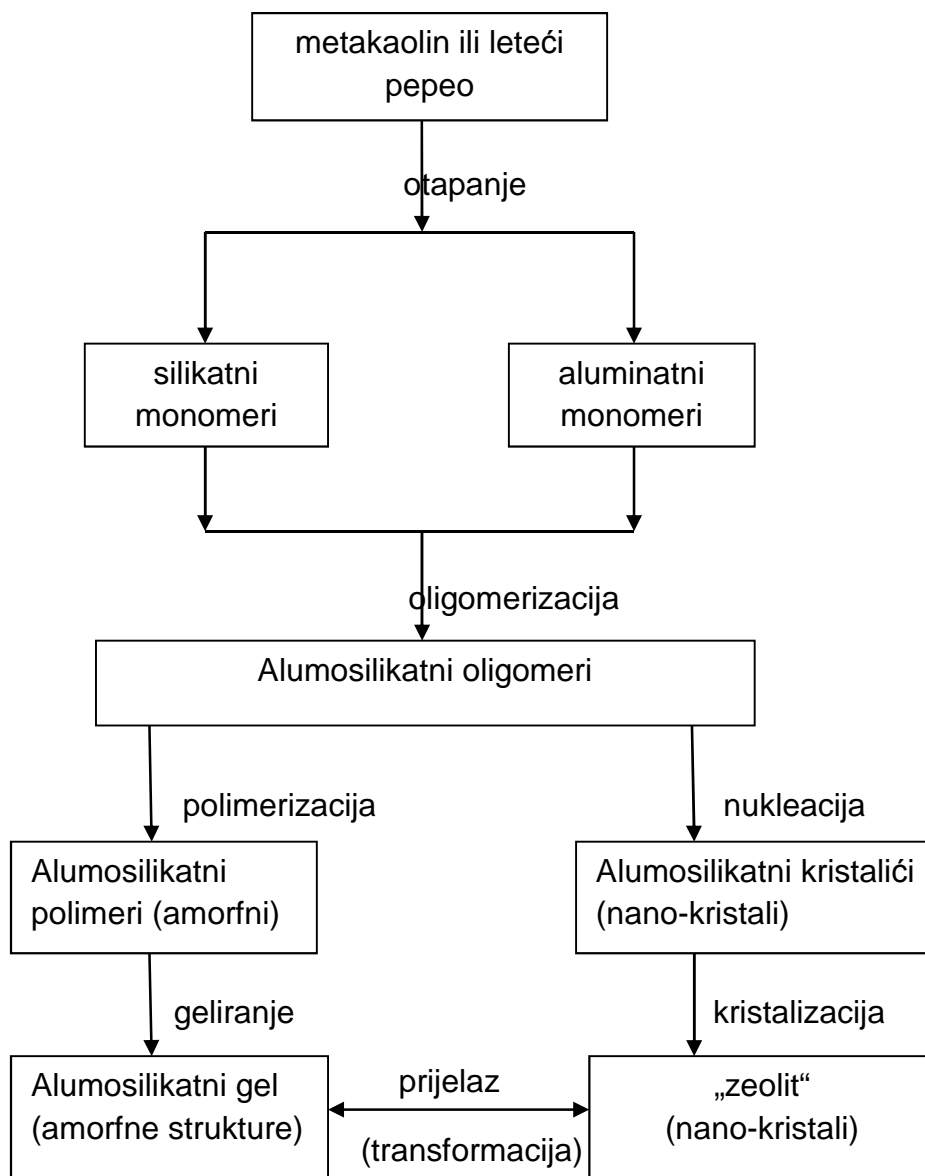 metakaolin ili leteći
pepeo
otapanje
silikatni
monomeri
aluminatni
monomeri
oligomerizacija
Alumosilikatni oligomeri
polimerizacija
nukleacija
Alumosilikatni
polimeri (amorfni)
Alumosilikatni kristalići
(nano-kristali)
geliranje
kristalizacija
Alumosilikatni gel
(amorfne strukture)
prijelaz
(transformacija)
„zeolit“
(nano-kristali)